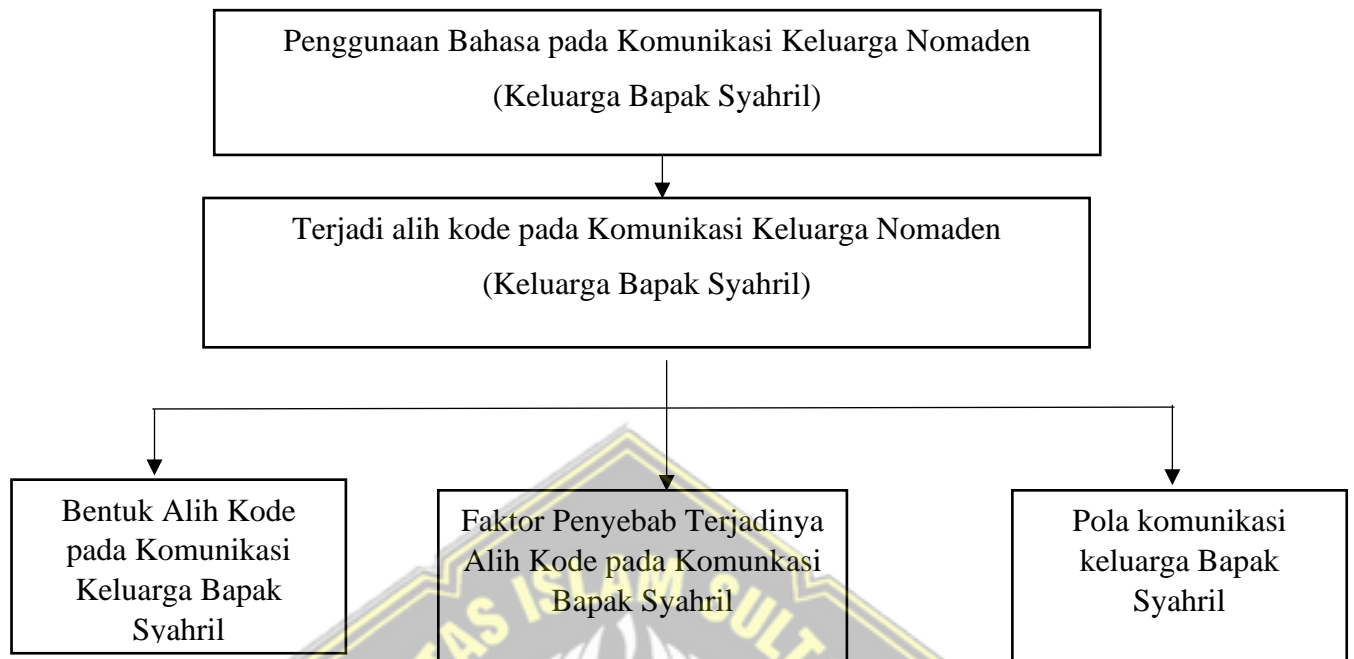 Penggunaan Bahasa pada Komunikasi Keluarga Nomaden
(Keluarga Bapak Syahril)
Terjadi alih kode pada Komunikasi Keluarga Nomaden
(Keluarga Bapak Syahril)
Bentuk Alih Kode
pada Komunikasi
Keluarga Bapak
Syahril
Faktor Penyebab Terjadinya
Alih Kode pada Komunkasi
Bapak Syahril
Pola komunikasi
keluarga Bapak
Syahril
ISLAM